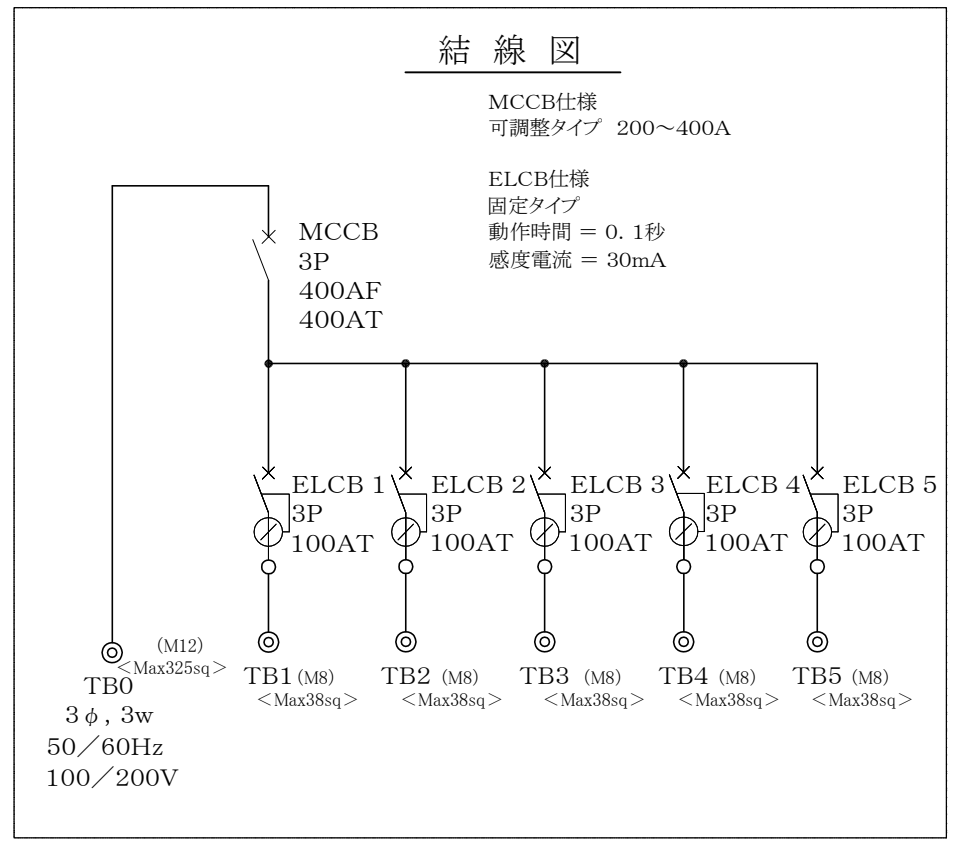 結 線 図
MCCB仕様
可調整タイプ 200～400A
ELCB仕様
固定タイプ
動作時間 ＝ 0. 1秒
感度電流 ＝ 30mA
MCCB
3P
400AF
400AT
ELCB 1
3P
100AT
ELCB 2
3P
100AT
ELCB 3
3P
100AT
ELCB 4
3P
100AT
ELCB 5
3P
100AT
(M12)
＜Max325sq＞
TB0
3φ, 3w
50／60Hz
100／200V
TB1 (M8)
＜Max38sq＞
TB2 (M8)
＜Max38sq＞
TB3 (M8)
＜Max38sq＞
TB4 (M8)
＜Max38sq＞
TB5 (M8)
＜Max38sq＞